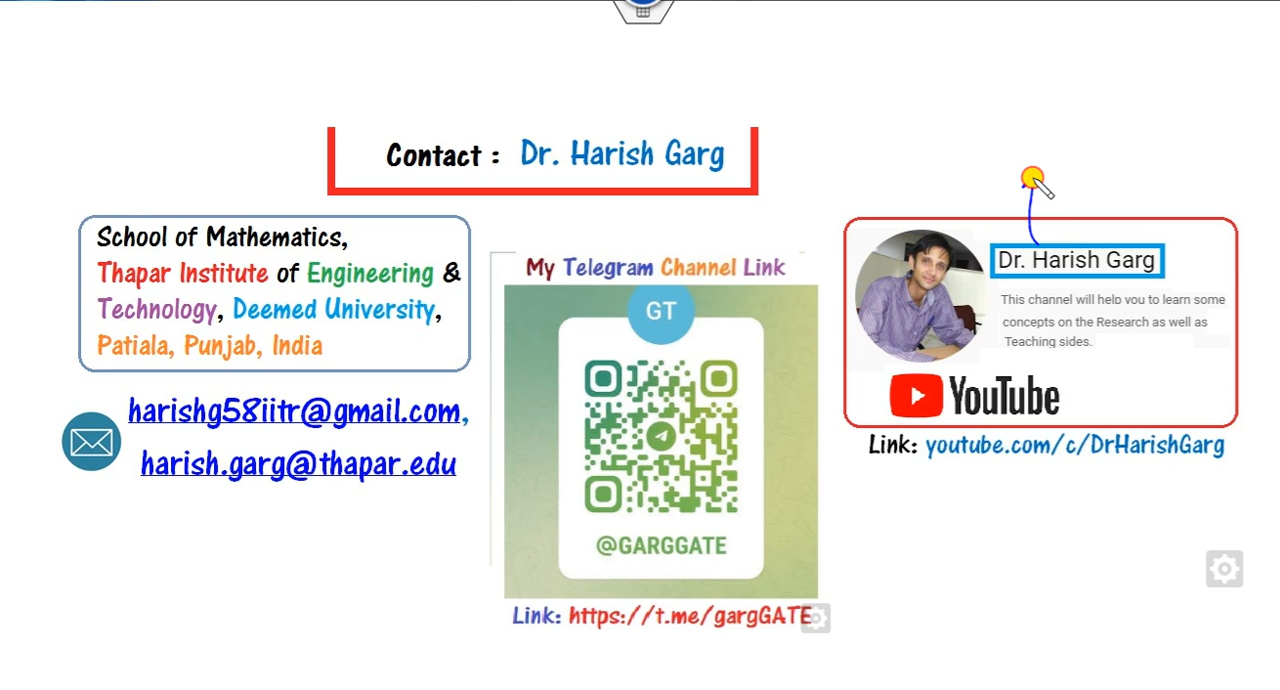 Contact : Dr. Harish Garg
School of Mathematics,
Thapar Institute of Engineering &
Technology, Deemed University,
Patiala, Punjab, India
harishg58iitr@gmail.com,
harish.garg@thapar.edu
My Telegram Channel Link
GT
@GARGGATE
Link: https://t.me/gargGATE
Dr. Harish Garg
This channel will help you to learn some
concepts on the Research as well as
Teaching sides.
YouTube
Link: youtube.com/c/DrHarishGarg